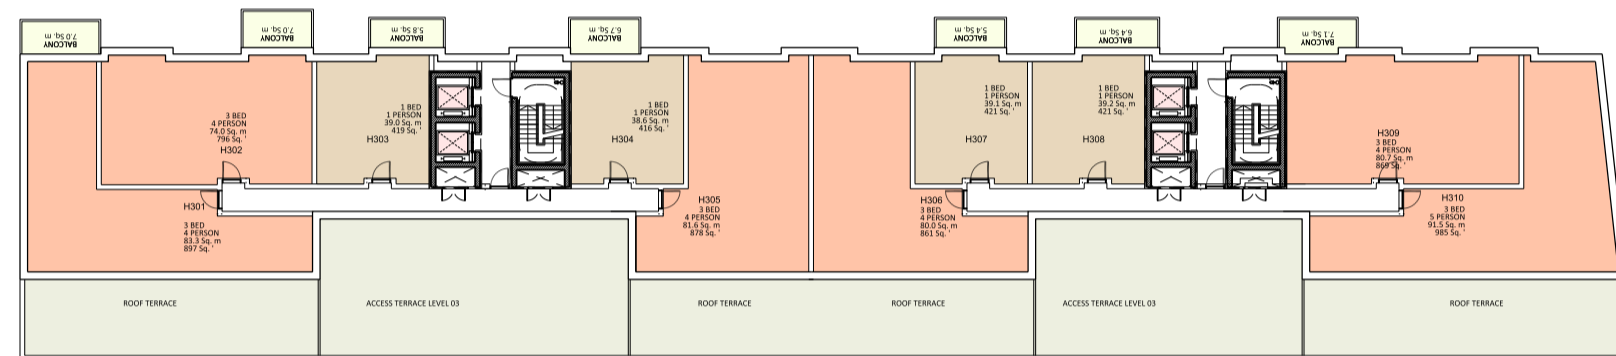 BALCONY
7.0 Sq. m
BALCONY
7.0 Sq. m
BALCONY
5.8 Sq. m
BALCONY
6.7 Sq. m
BALCONY
5.4 Sq. m
BALCONY
6.4 Sq. m
BALCONY
7.1 Sq. m
3 BED
4 PERSON
74.0 Sq. m
796 Sq. '
H302
1 BED
1 PERSON
39.0 Sq. m
419 Sq. '
H303
1 BED
1 PERSON
38.6 Sq. m
416 Sq. '
H304
1 BED
1 PERSON
39.1 Sq. m
421 Sq. '
H307
1 BED
1 PERSON
39.2 Sq. m
421 Sq. '
H308
H309
3 BED
4 PERSON
80.7 Sq. m
869 Sq. '
H301
3 BED
4 PERSON
83.3 Sq. m
897 Sq. '
H305
3 BED
4 PERSON
81.6 Sq. m
878 Sq. '
H306
3 BED
4 PERSON
80.0 Sq. m
861 Sq. '
H310
3 BED
5 PERSON
91.5 Sq. m
985 Sq. '
ROOF TERRACE
ACCESS TERRACE LEVEL 03
ROOF TERRACE
ROOF TERRACE
ACCESS TERRACE LEVEL 03
ROOF TERRACE